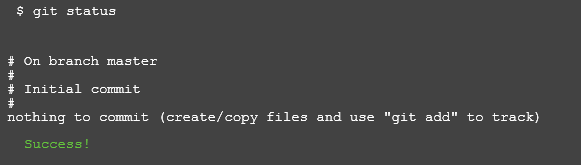 $ git status
# On branch master
#
# Initial commit
#
nothing to commit (create/copy files and use "git add" to track)
Success!